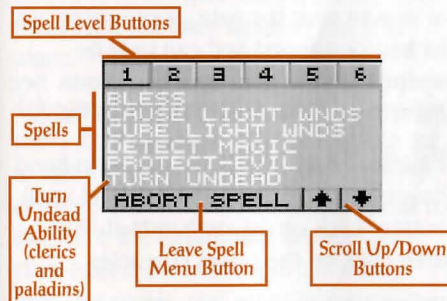 Spell Level Buttons
1 2 3 4 5 6
BLESS
CAUSE LIGHT WNDS
CURE LIGHT WNDS
DETECT MAGIC
PROTECT-EVIL
TURN UNDEAD
ABORT SPELL
Spells
Turn
Undead
Ability
(clerics
and
paladins)
Leave Spell
Menu Button
Scroll Up/Down
Buttons